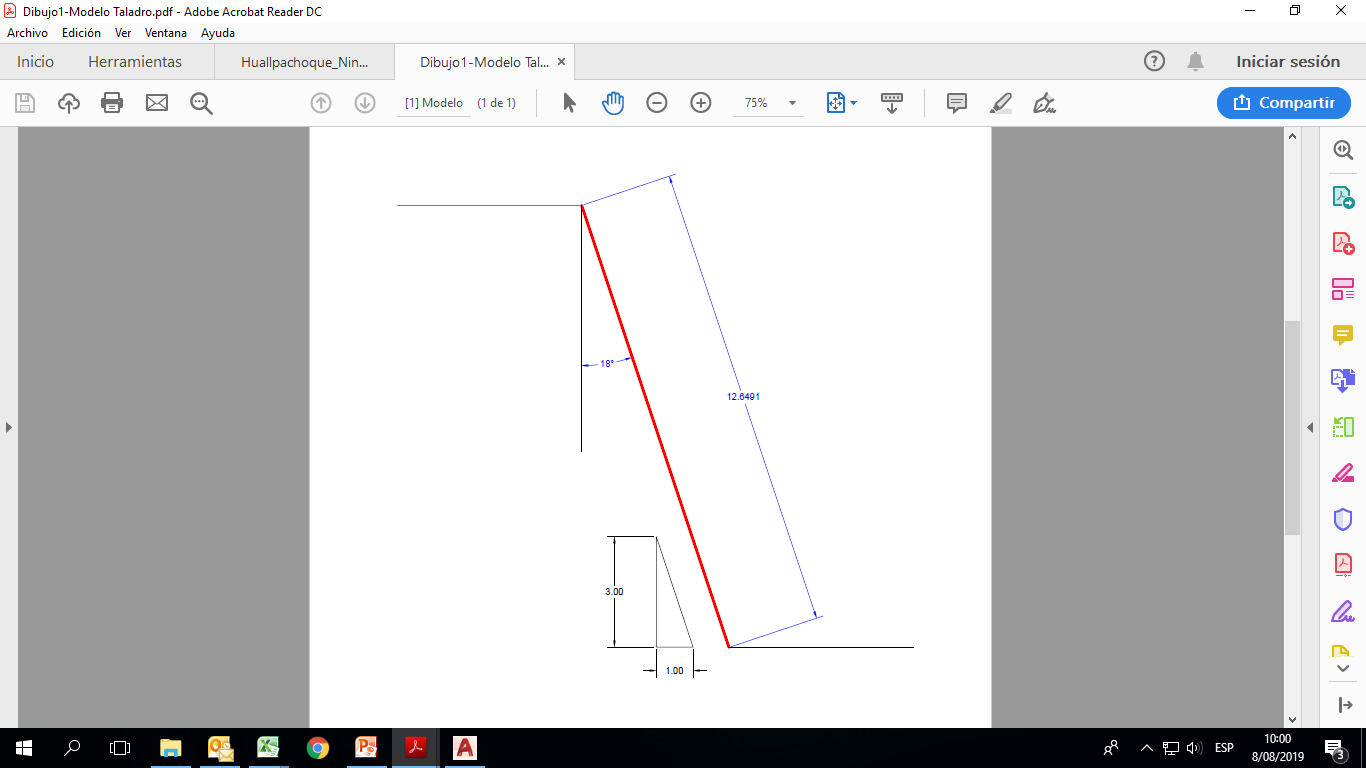 Dibujo1-Modelo Taladro.pdf - Adobe Acrobat Reader DC
Archivo Edición Ver Ventana Ayuda
Inicio Herramientas Huallpachoque_Nin... Dibujo1-Modelo Tal... ×
? Iniciar sesión
[1] Modelo (1 de 1) 75% Compartir
18°
12.6491
3.00
1.00
ESP 10:00
8/08/2019 3